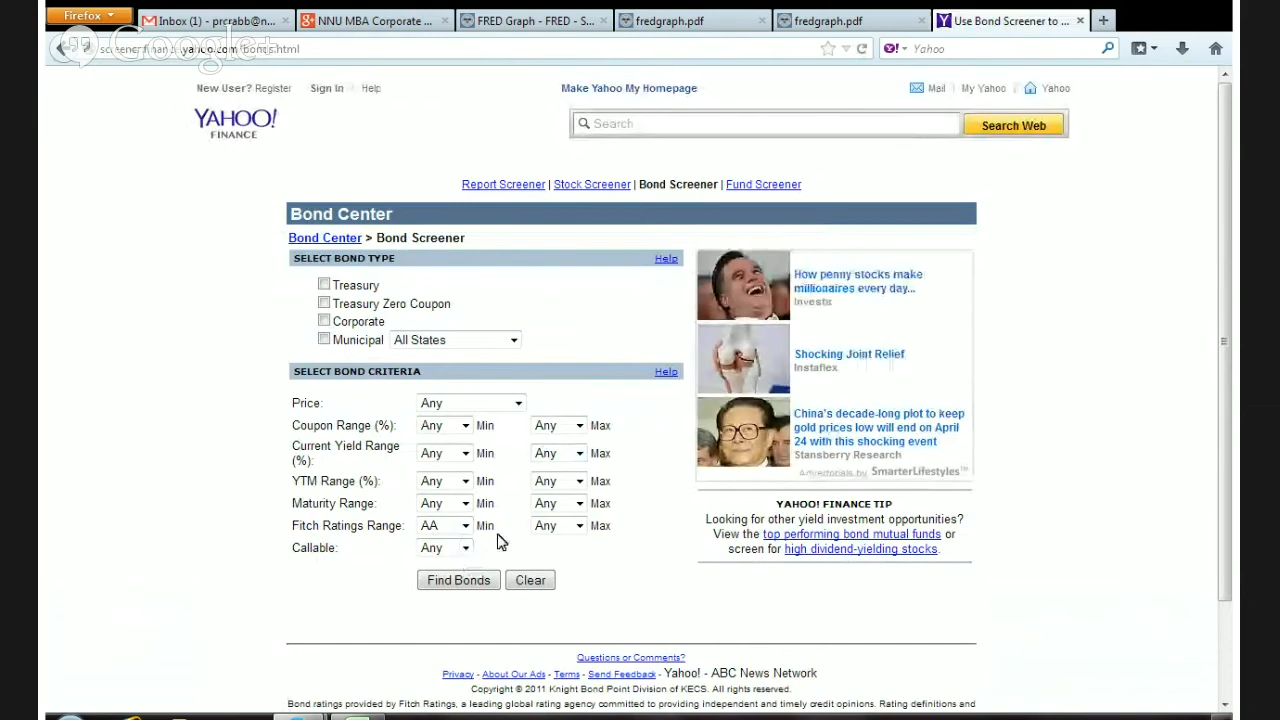 Firefox
Inbox (1) - prcrabb@n...
NNU MBA Corporate ...
FRED Graph - FRED - S...
fredgraph.pdf
fredgraph.pdf
Use Bond Screener to ...
Google+
yahoo.com
Yahoo
New User? Register
Sign In
Help
Make Yahoo My Homepage
Mail
My Yahoo
Yahoo
YAHOO!
FINANCE
Search
Search Web
Report Screener | Stock Screener | Bond Screener | Fund Screener
Bond Center
Bond Center > Bond Screener
SELECT BOND TYPE
Help
Treasury
Treasury Zero Coupon
Corporate
Municipal All States
SELECT BOND CRITERIA
Help
Price: Any
Coupon Range (%): Any Min Any Max
Current Yield Range
(%): Any Min Any Max
YTM Range (%): Any Min Any Max
Maturity Range: Any Min Any Max
Fitch Ratings Range: AA Min Any Max
Callable: Any
Find Bonds
Clear
How penny stocks make
millionaires every day...
Invests
Shocking Joint Relief
Instaflex
China's decade-long plot to keep
gold prices low will end on April
24 with this shocking event
Stansberry Research
Advertorials by SmarterLifestyles™
YAHOO! FINANCE TIP
Looking for other yield investment opportunities?
View the top performing bond mutual funds or
screen for high dividend-yielding stocks.
Questions or Comments?
Privacy - About Our Ads - Terms - Send Feedback - Yahoo! - ABC News Network
Copyright © 2011 Knight Bond Point Division of KECS. All rights reserved.
Bond ratings provided by Fitch Ratings, a leading global rating agency committed to providing independent and timely credit opinions. Rating definitions and